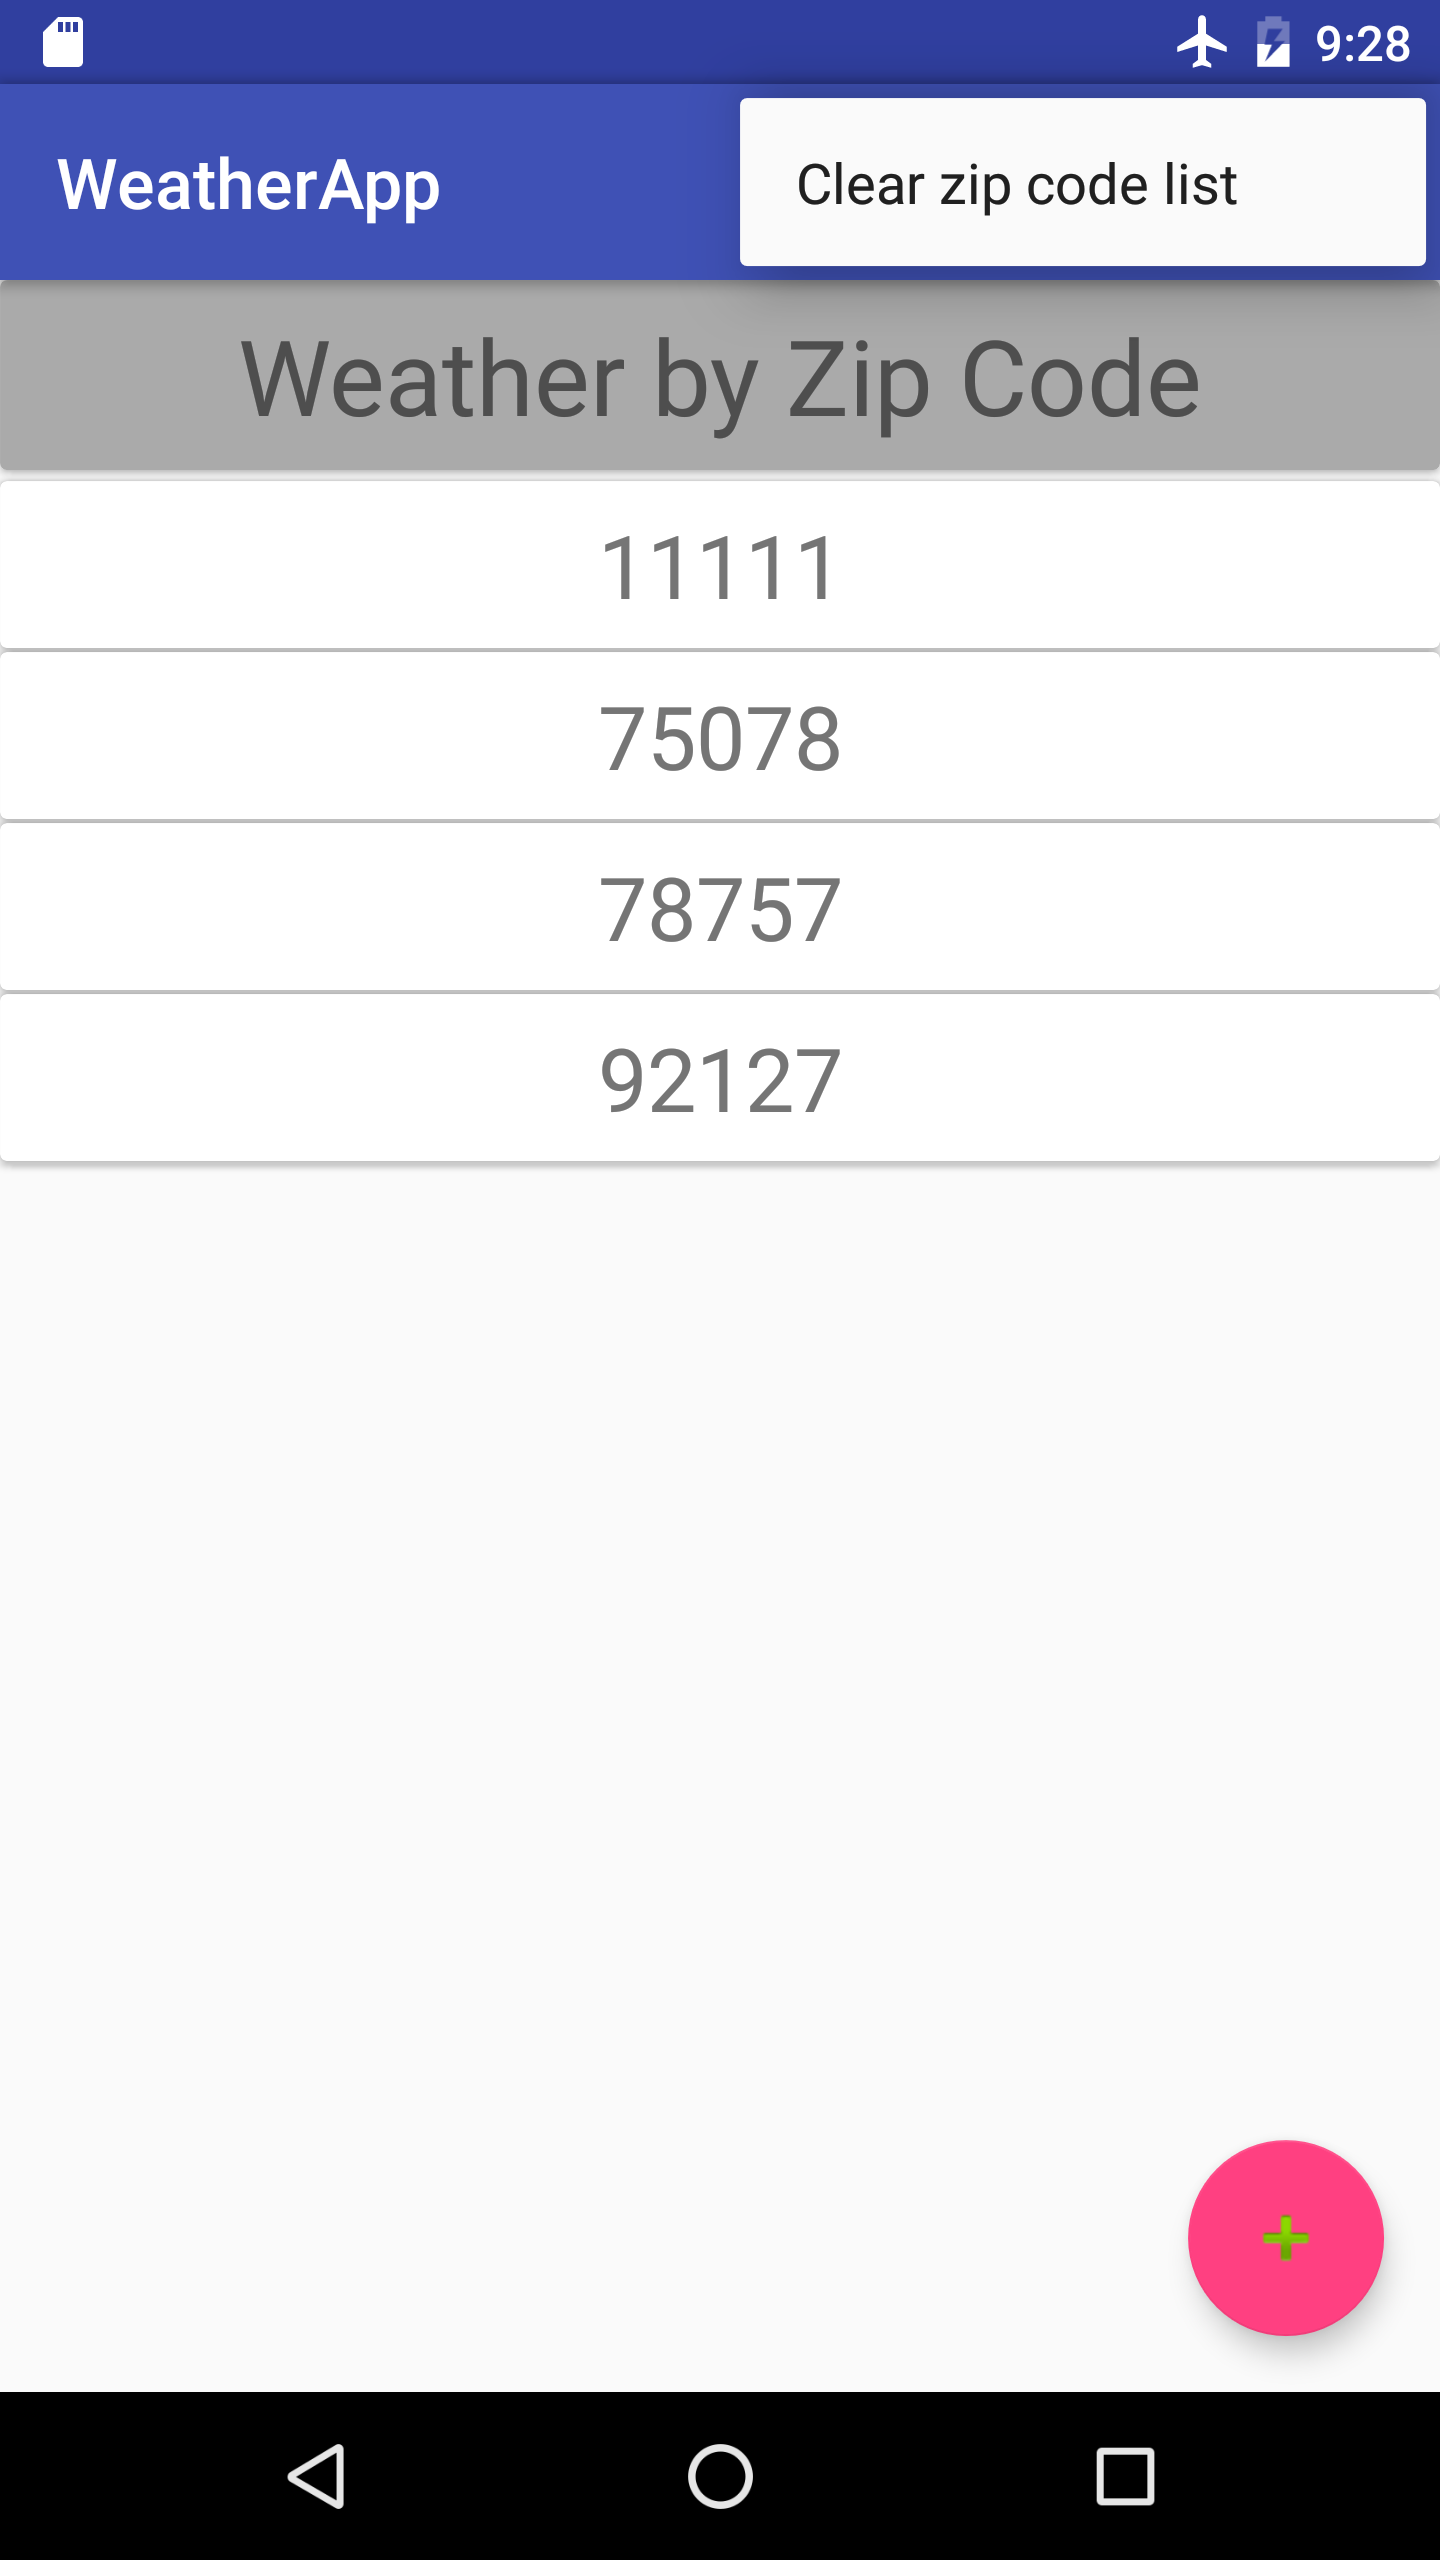 9:28
WeatherApp
Clear zip code list
Weather by Zip Code
11111
75078
78757
92127